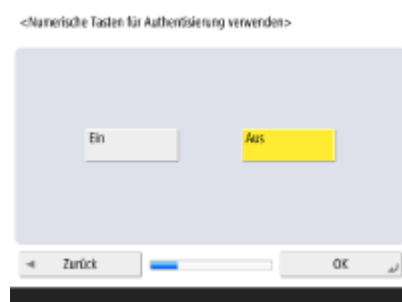 <Numerische Tasten für Authentisierung verwenden>
Ein
Aus
Zurück
OK